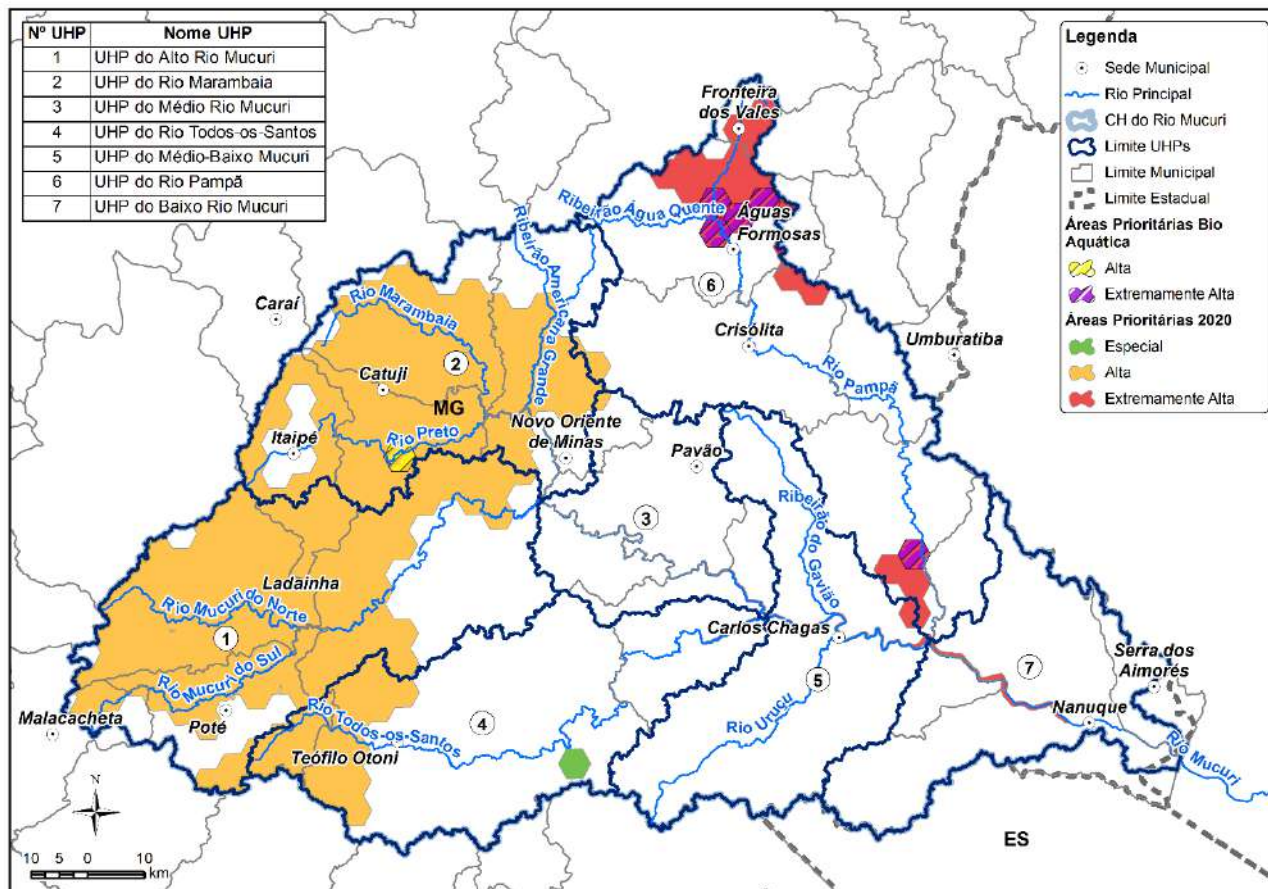 Nº UHP Nome UHP
1 UHP do Alto Rio Mucuri
2 UHP do Rio Marambaia
3 UHP do Médio Rio Mucuri
4 UHP do Rio Todos-os-Santos
5 UHP do Médio-Baixo Mucuri
6 UHP do Rio Pampã
7 UHP do Baixo Rio Mucuri
Legenda
Sede Municipal
Rio Principal
CH do Rio Mucuri
Limite UHPs
Limite Municipal
Limite Estadual
Áreas Prioritárias Bio
Aquática
Alta
Extremamente Alta
Áreas Prioritárias 2020
Especial
Alta
Extremamente Alta
Fronteira
dos Vales
Ribeirão Água Quente
Águas
Formosas
Ribeirão Americana Grande
6
Caraí
Rio Marambaia
Crisólita
Umburatiba
2
Catuji
Rio Pampã
MG
Novo Oriente
de Minas
Itaipé
Rio Preto
Pavão
Ribeirão do Gavião
3
Ladainha
Rio Mucuri do Norte
1
Carlos Chagas
Rio Mucuri do Sul
7
Serra dos
Aimorés
5
Malacacheta
Poté
Rio Todos-os-Santos
4
Rio Uruçu
Nanuque
Teófilo Otoni
Rio Mucuri
N
ES
10 5 0 10
km